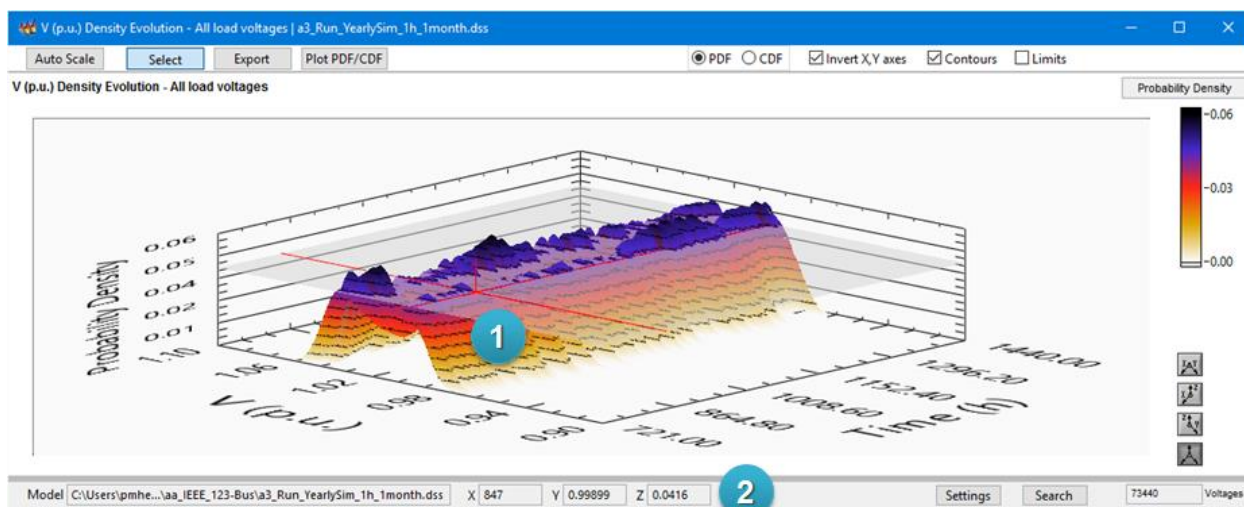 V (p.u.) Density Evolution - All load voltages | a3_Run_YearlySim_1h_1month.dss
Auto Scale Select Export Plot PDF/CDF PDF CDF Invert X,Y axes Contours Limits
V (p.u.) Density Evolution - All load voltages
Probability Density
0.06
0.03
0.00
Probability Density
0.06
0.05
0.04
0.02
0.01
1.10
1.06
1.02
0.98
0.94
0.90
V (p.u.)
721.00
864.80
1008.60
1152.40
1296.20
1440.00
Time (h)
1
2
Model C:\Users\pmhe...\aa_IEEE_123-Bus\a3_Run_YearlySim_1h_1month.dss X 847 Y 0.99899 Z 0.0416 Settings Search 73440 Voltages